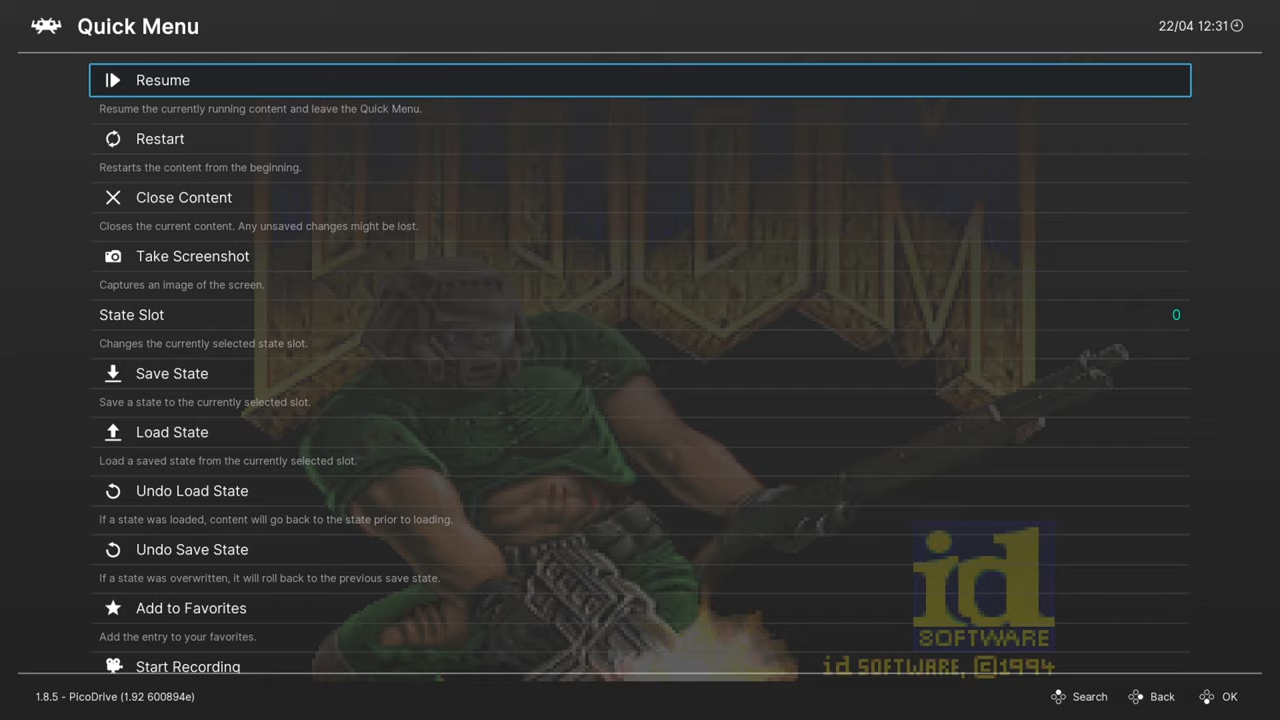 Quick Menu
22/04 12:31
Resume
Resume the currently running content and leave the Quick Menu.
Restart
Restarts the content from the beginning.
Close Content
Closes the current content. Any unsaved changes might be lost.
Take Screenshot
Captures an image of the screen.
State Slot 0
Changes the currently selected state slot.
Save State
Save a state to the currently selected slot.
Load State
Load a saved state from the currently selected slot.
Undo Load State
If a state was loaded, content will go back to the state prior to loading.
Undo Save State
If a state was overwritten, it will roll back to the previous save state.
Add to Favorites
Add the entry to your favorites.
Start Recording
DOOM
id
SOFTWARE
id SOFTWARE, ©1994
1.8.5 - PicoDrive (1.92 600894e)
Search Back OK